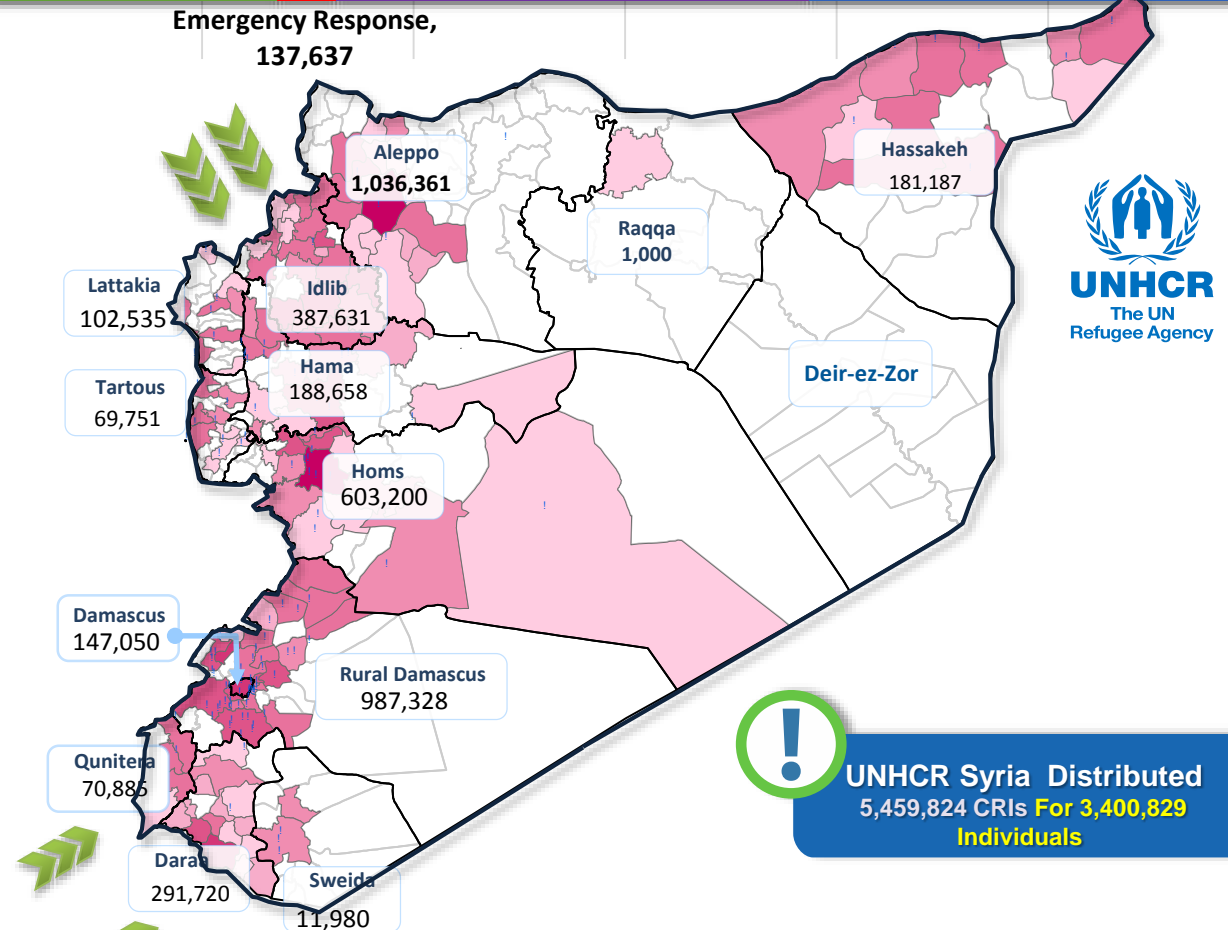 Emergency Response,
137,637
Aleppo
1,036,361
Hassakeh
181,187
Raqqa
1,000
UNHCR
The UN
Refugee Agency
Lattakia
102,535
Idlib
387,631
Deir-ez-Zor
Hama
188,658
Tartous
69,751
Homs
603,200
Damascus
147,050
Rural Damascus
987,328
Qunitera
70,885
UNHCR Syria Distributed
5,459,824 CRIs For 3,400,829
Individuals
Daraa
291,720
Sweida
11,980